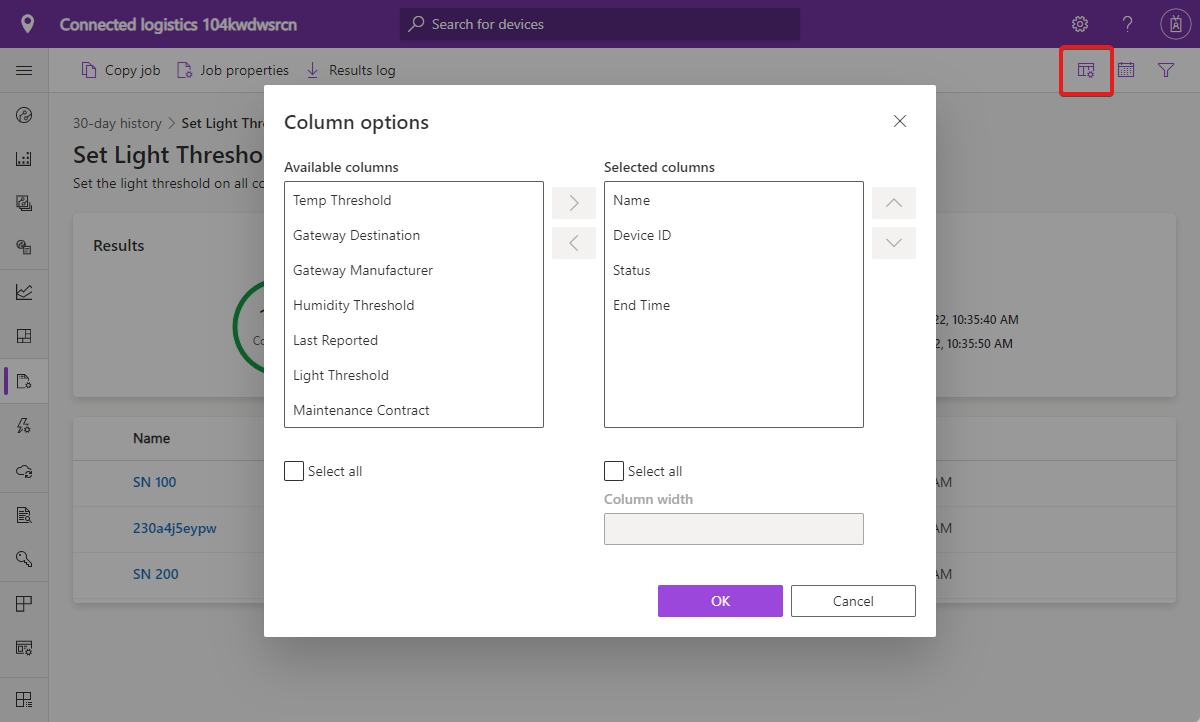 Connected logistics 104kwdwsrcn
Search for devices
Copy job
Job properties
Results log
30-day history > Set Light Thre
Set Light Thresho
Set the light threshold on all co
Results
Co
22, 10:35:40 AM
2, 10:35:50 AM
Name
SN 100
AM
230a4j5eypw
AM
SN 200
AM
Column options
Available columns
Temp Threshold
Gateway Destination
Gateway Manufacturer
Humidity Threshold
Last Reported
Light Threshold
Maintenance Contract
Select all
Selected columns
Name
Device ID
Status
End Time
Select all
Column width
OK
Cancel